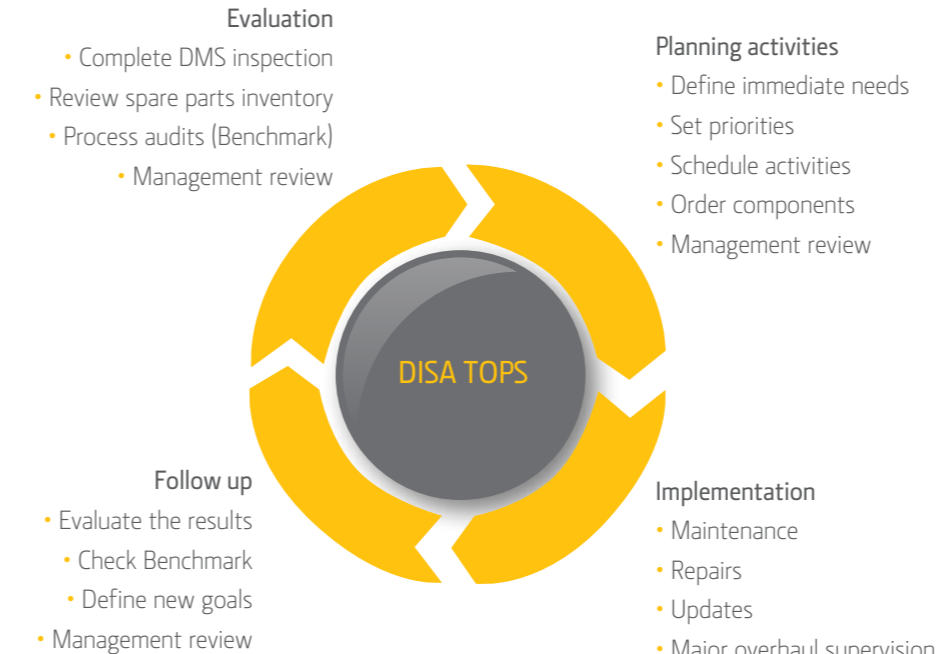 Evaluation
• Complete DMS inspection
• Review spare parts inventory
• Process audits (Benchmark)
• Management review
Planning activities
• Define immediate needs
• Set priorities
• Schedule activities
• Order components
• Management review
DISA TOPS
Follow up
• Evaluate the results
• Check Benchmark
• Define new goals
• Management review
Implementation
• Maintenance
• Repairs
• Updates
• Major overhaul supervision